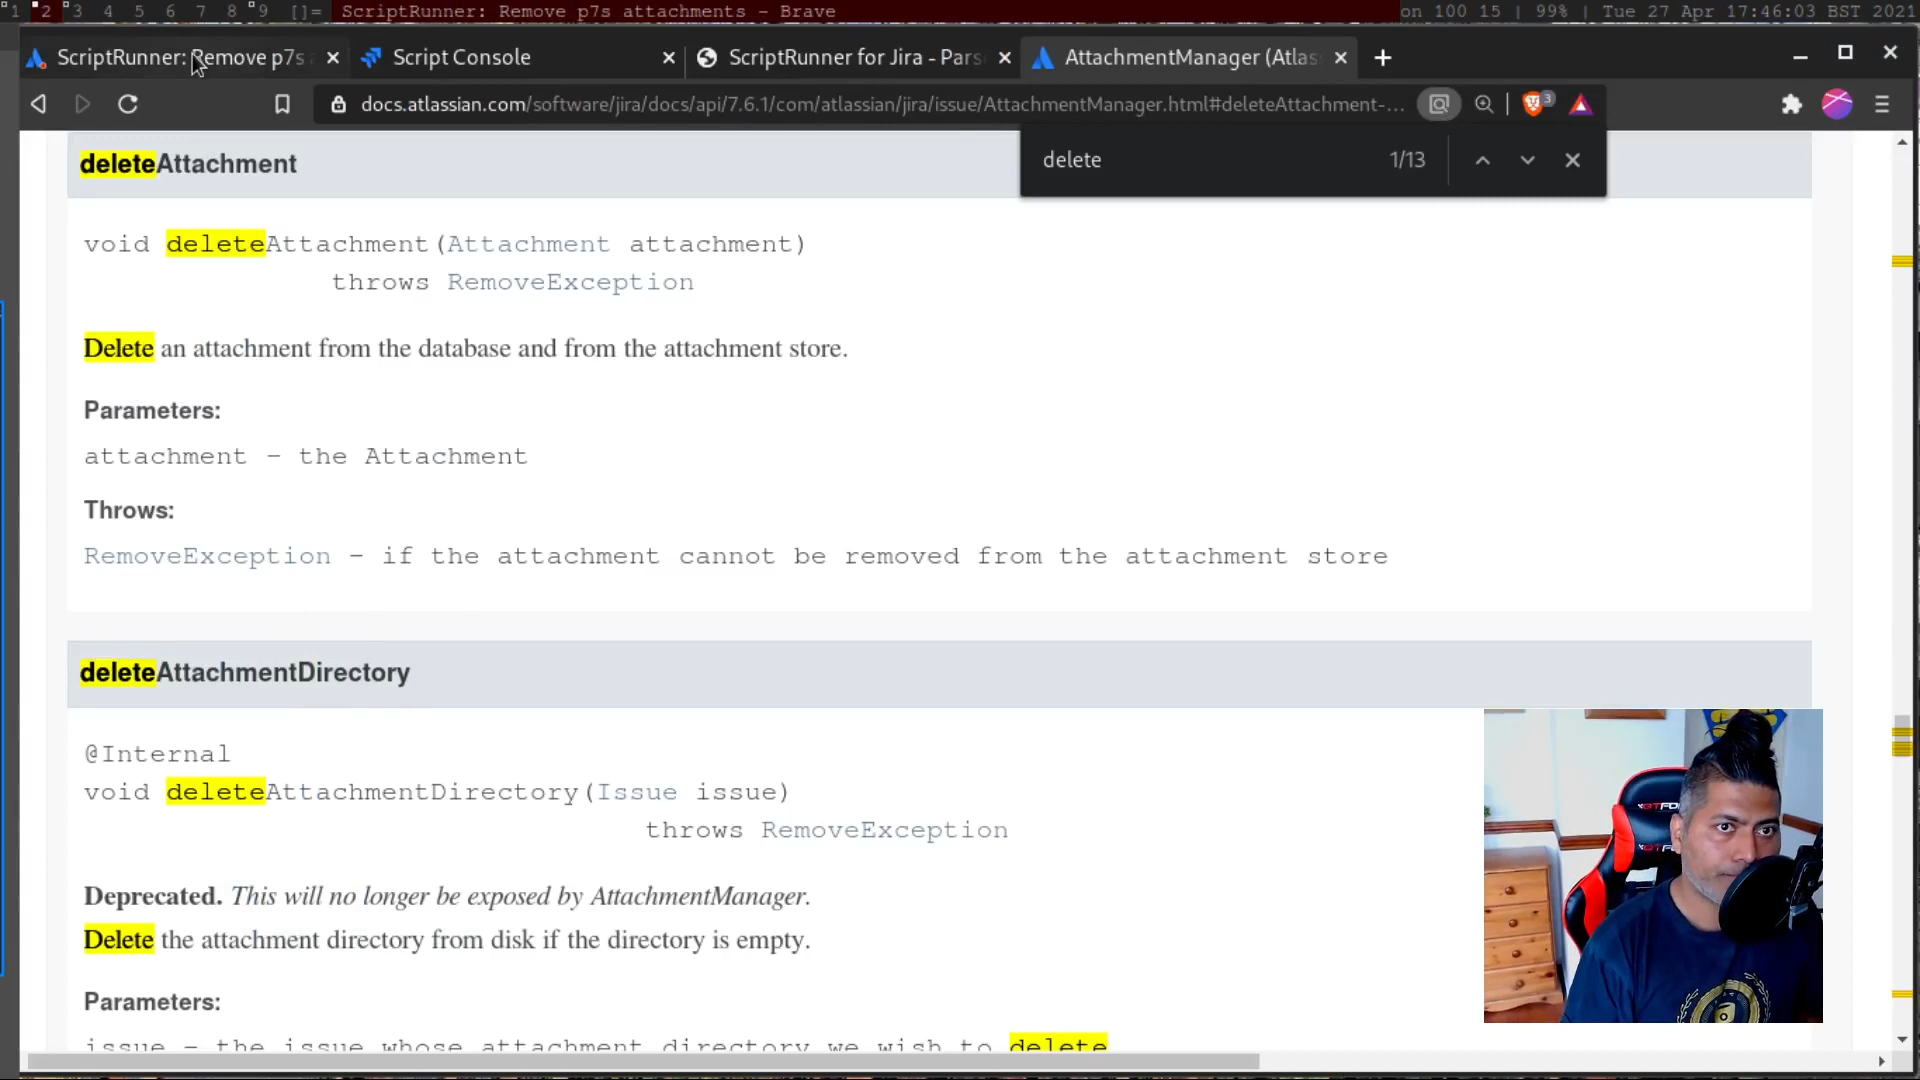 1 2 3 4 5 6 7 8 9 []= ScriptRunner: Remove p7s attachments - Brave on 100 15 | 99% | Tue 27 Apr 17:46:03 BST 2021
ScriptRunner: Remove p7s Script Console ScriptRunner for Jira - Pars AttachmentManager (Atlas
docs.atlassian.com/software/jira/docs/api/7.6.1/com/atlassian/jira/issue/AttachmentManager.html#deleteAttachment-... 3
delete 1/13
deleteAttachment
void deleteAttachment(Attachment attachment)
throws RemoveException
Delete an attachment from the database and from the attachment store.
Parameters:
attachment - the Attachment
Throws:
RemoveException - if the attachment cannot be removed from the attachment store
deleteAttachmentDirectory
@Internal
void deleteAttachmentDirectory(Issue issue)
throws RemoveException
Deprecated. This will no longer be exposed by AttachmentManager.
Delete the attachment directory from disk if the directory is empty.
Parameters:
issue - the issue whose attachment directory we wish to delete